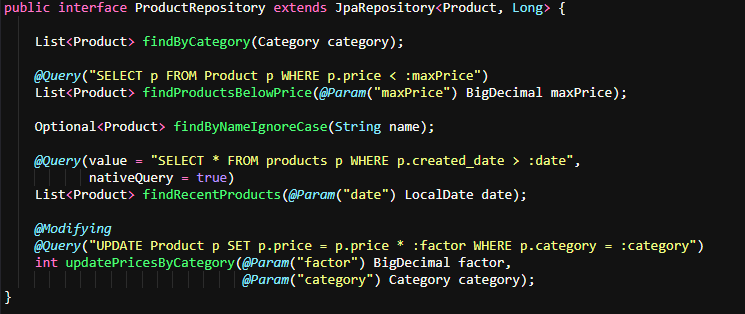 public interface ProductRepository extends JpaRepository<Product, Long> {
List<Product> findByCategory(Category category);
@Query("SELECT p FROM Product p WHERE p.price < :maxPrice")
List<Product> findProductsBelowPrice(@Param("maxPrice") BigDecimal maxPrice);
Optional<Product> findByNameIgnoreCase(String name);
@Query(value = "SELECT * FROM products p WHERE p.created_date > :date",
nativeQuery = true)
List<Product> findRecentProducts(@Param("date") LocalDate date);
@Modifying
@Query("UPDATE Product p SET p.price = p.price * :factor WHERE p.category = :category")
int updatePricesByCategory(@Param("factor") BigDecimal factor,
@Param("category") Category category);
}